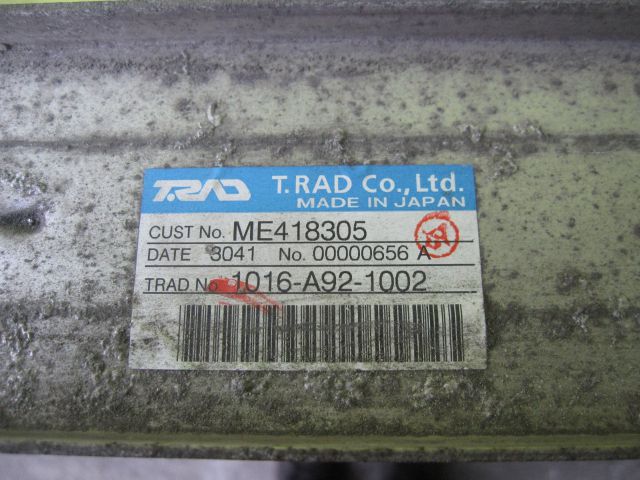 T.RAD T.RAD Co., Ltd.
MADE IN JAPAN
CUST No. ME418305
DATE 3041 No. 00000656 A
TRAD No. 1016-A92-1002